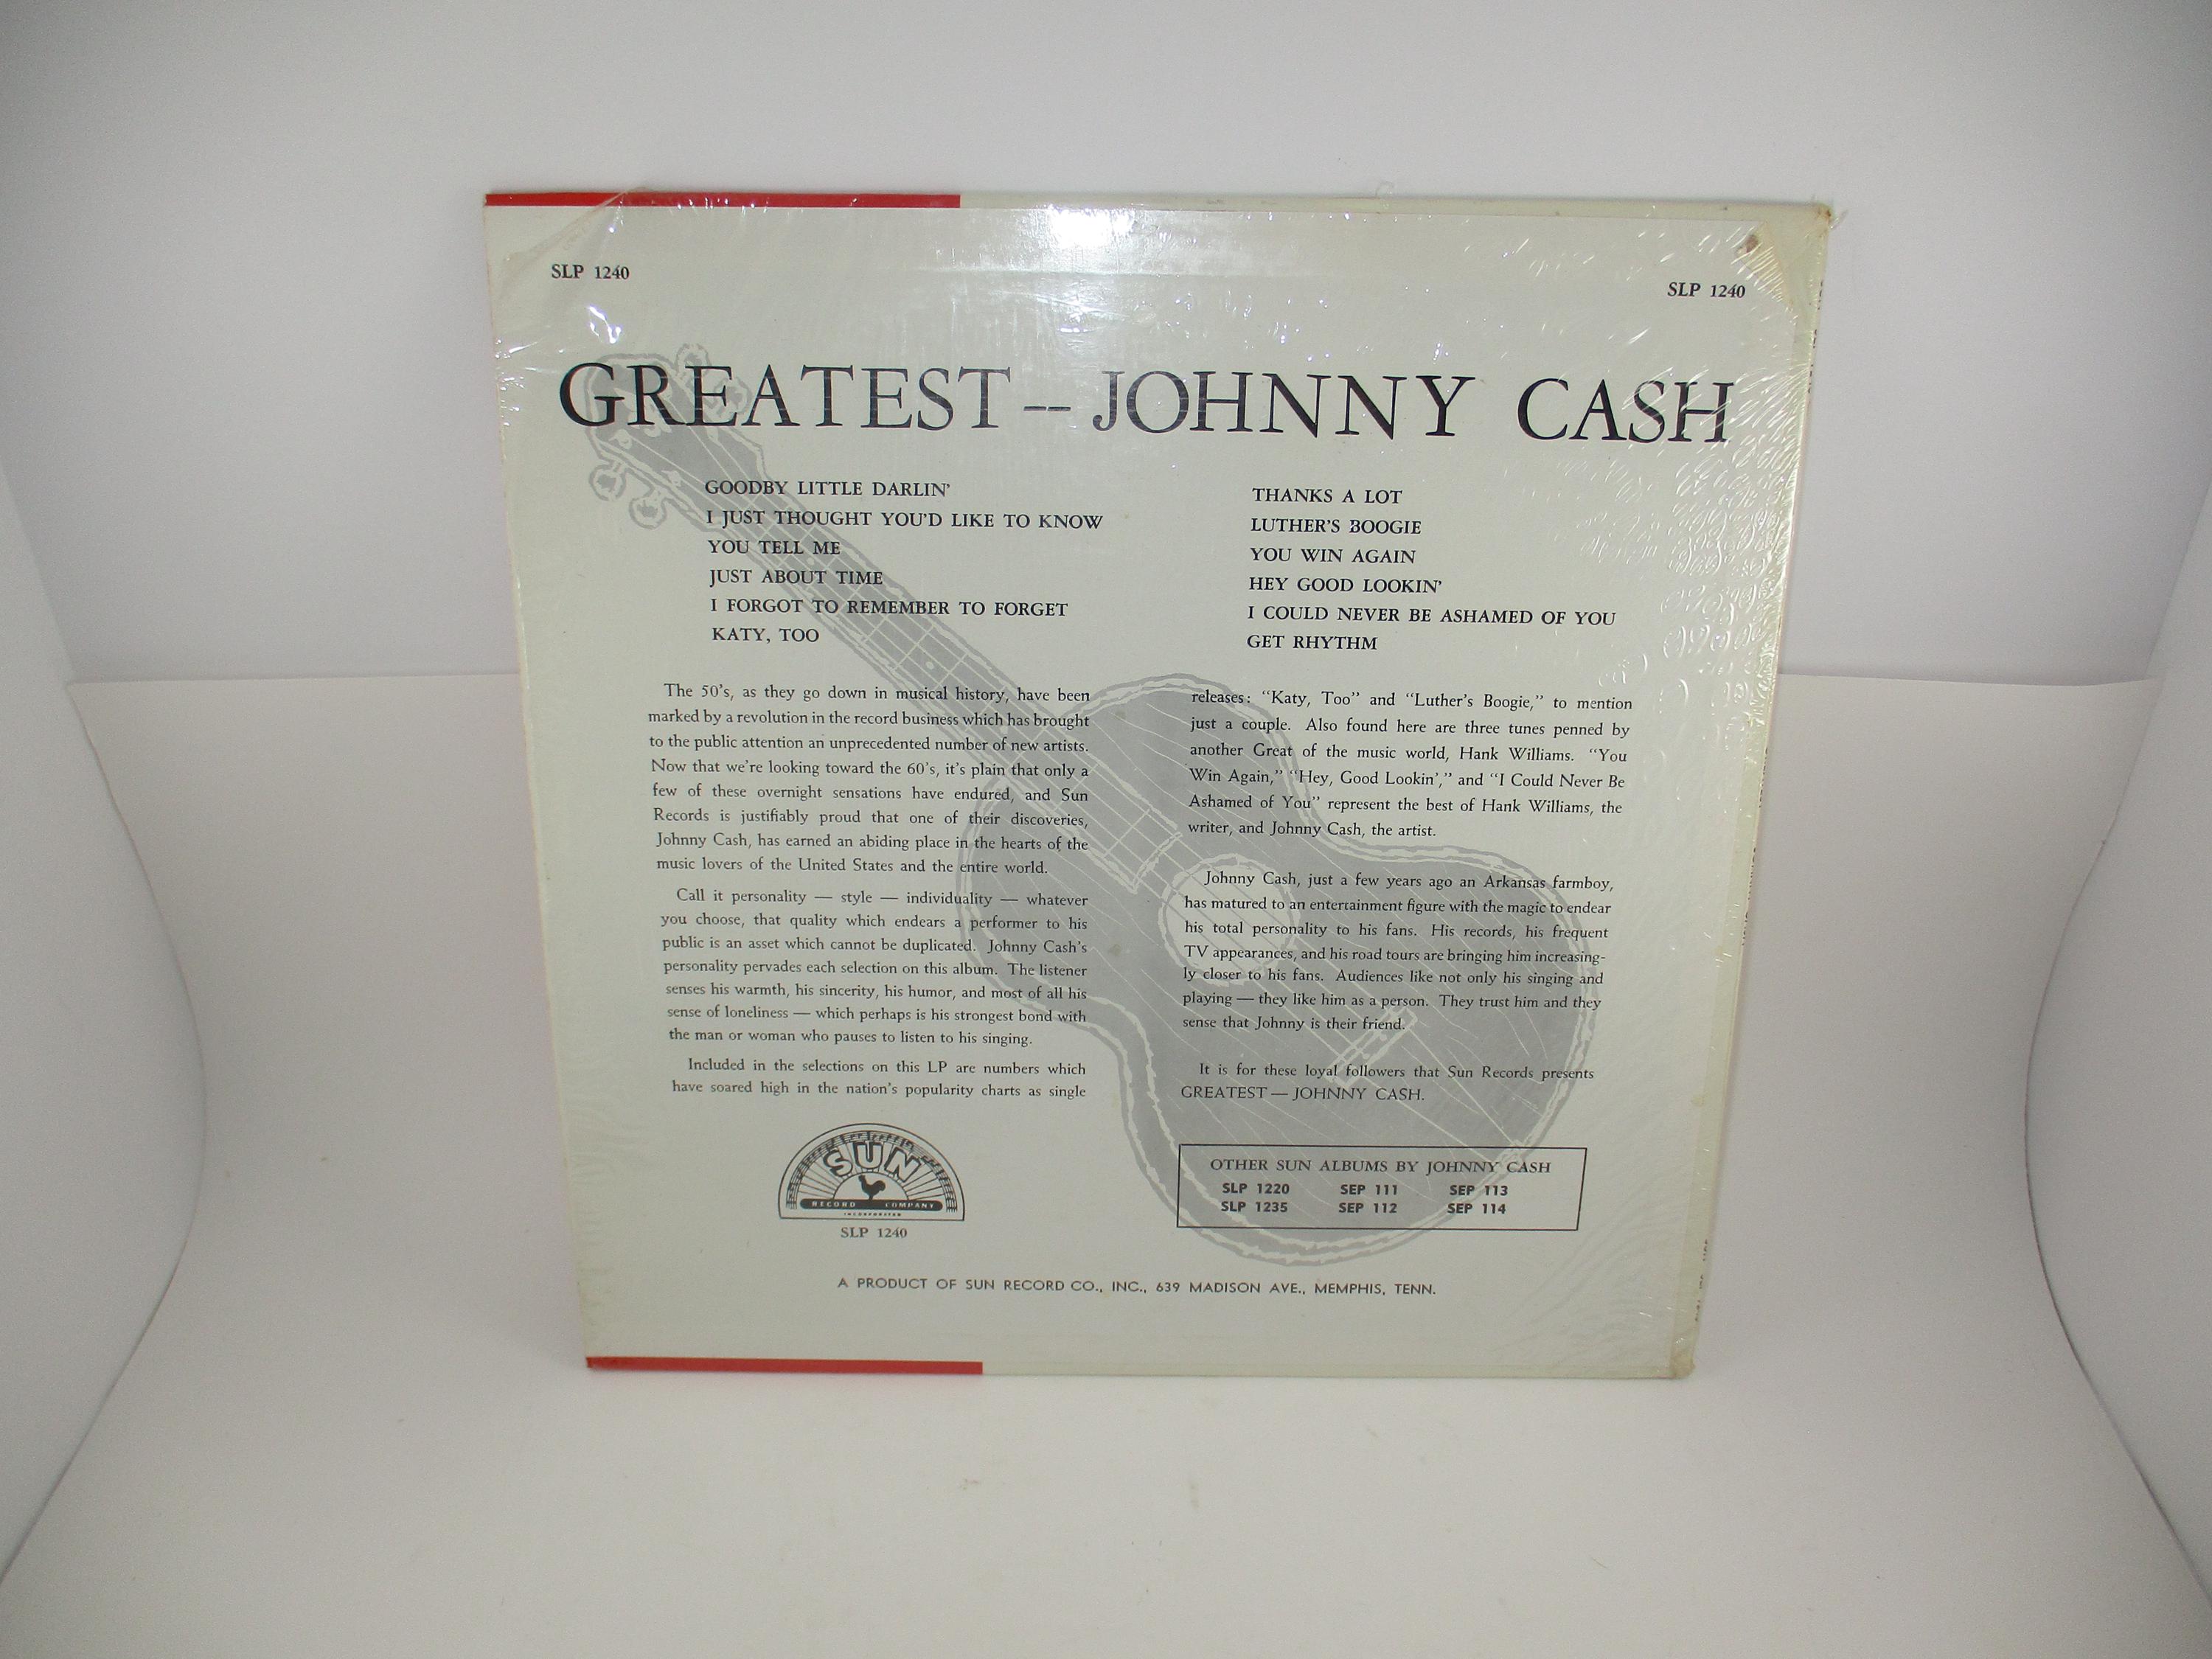 SLP 1240
SLP 1240
GREATEST -- JOHNNY CASH
GOODBY LITTLE DARLIN'
I JUST THOUGHT YOU'D LIKE TO KNOW
YOU TELL ME
JUST ABOUT TIME
I FORGOT TO REMEMBER TO FORGET
KATY, TOO
THANKS A LOT
LUTHER'S BOOGIE
YOU WIN AGAIN
HEY GOOD LOOKIN'
I COULD NEVER BE ASHAMED OF YOU
GET RHYTHM
The 50's, as they go down in musical history, have been
marked by a revolution in the record business which has brought
to the public attention an unprecedented number of new artists.
Now that we're looking toward the 60's, it's plain that only a
few of these overnight sensations have endured, and Sun
Records is justifiably proud that one of their discoveries,
Johnny Cash, has earned an abiding place in the hearts of the
music lovers of the United States and the entire world.
Call it personality — style — individuality — whatever
you choose, that quality which endears a performer to his
public is an asset which cannot be duplicated. Johnny Cash's
personality pervades each selection on this album. The listener
senses his warmth, his sincerity, his humor, and most of all his
sense of loneliness — which perhaps is his strongest bond with
the man or woman who pauses to listen to his singing.
Included in the selections on this LP are numbers which
have soared high in the nation's popularity charts as single
releases: "Katy, Too" and "Luther's Boogie," to mention
just a couple. Also found here are three tunes penned by
another Great of the music world, Hank Williams. "You
Win Again," "Hey, Good Lookin'," and "I Could Never Be
Ashamed of You" represent the best of Hank Williams, the
writer, and Johnny Cash, the artist.
Johnny Cash, just a few years ago an Arkansas farmboy,
has matured to an entertainment figure with the magic to endear
his total personality to his fans. His records, his frequent
TV appearances, and his road tours are bringing him increasing-
ly closer to his fans. Audiences like not only his singing and
playing — they like him as a person. They trust him and they
sense that Johnny is their friend.
It is for these loyal followers that Sun Records presents
GREATEST — JOHNNY CASH.
SUN
RECORD COMPANY
INCORPORATED
SLP 1240
OTHER SUN ALBUMS BY JOHNNY CASH
SLP 1220 SEP 111 SEP 113
SLP 1235 SEP 112 SEP 114
A PRODUCT OF SUN RECORD CO., INC., 639 MADISON AVE., MEMPHIS, TENN.